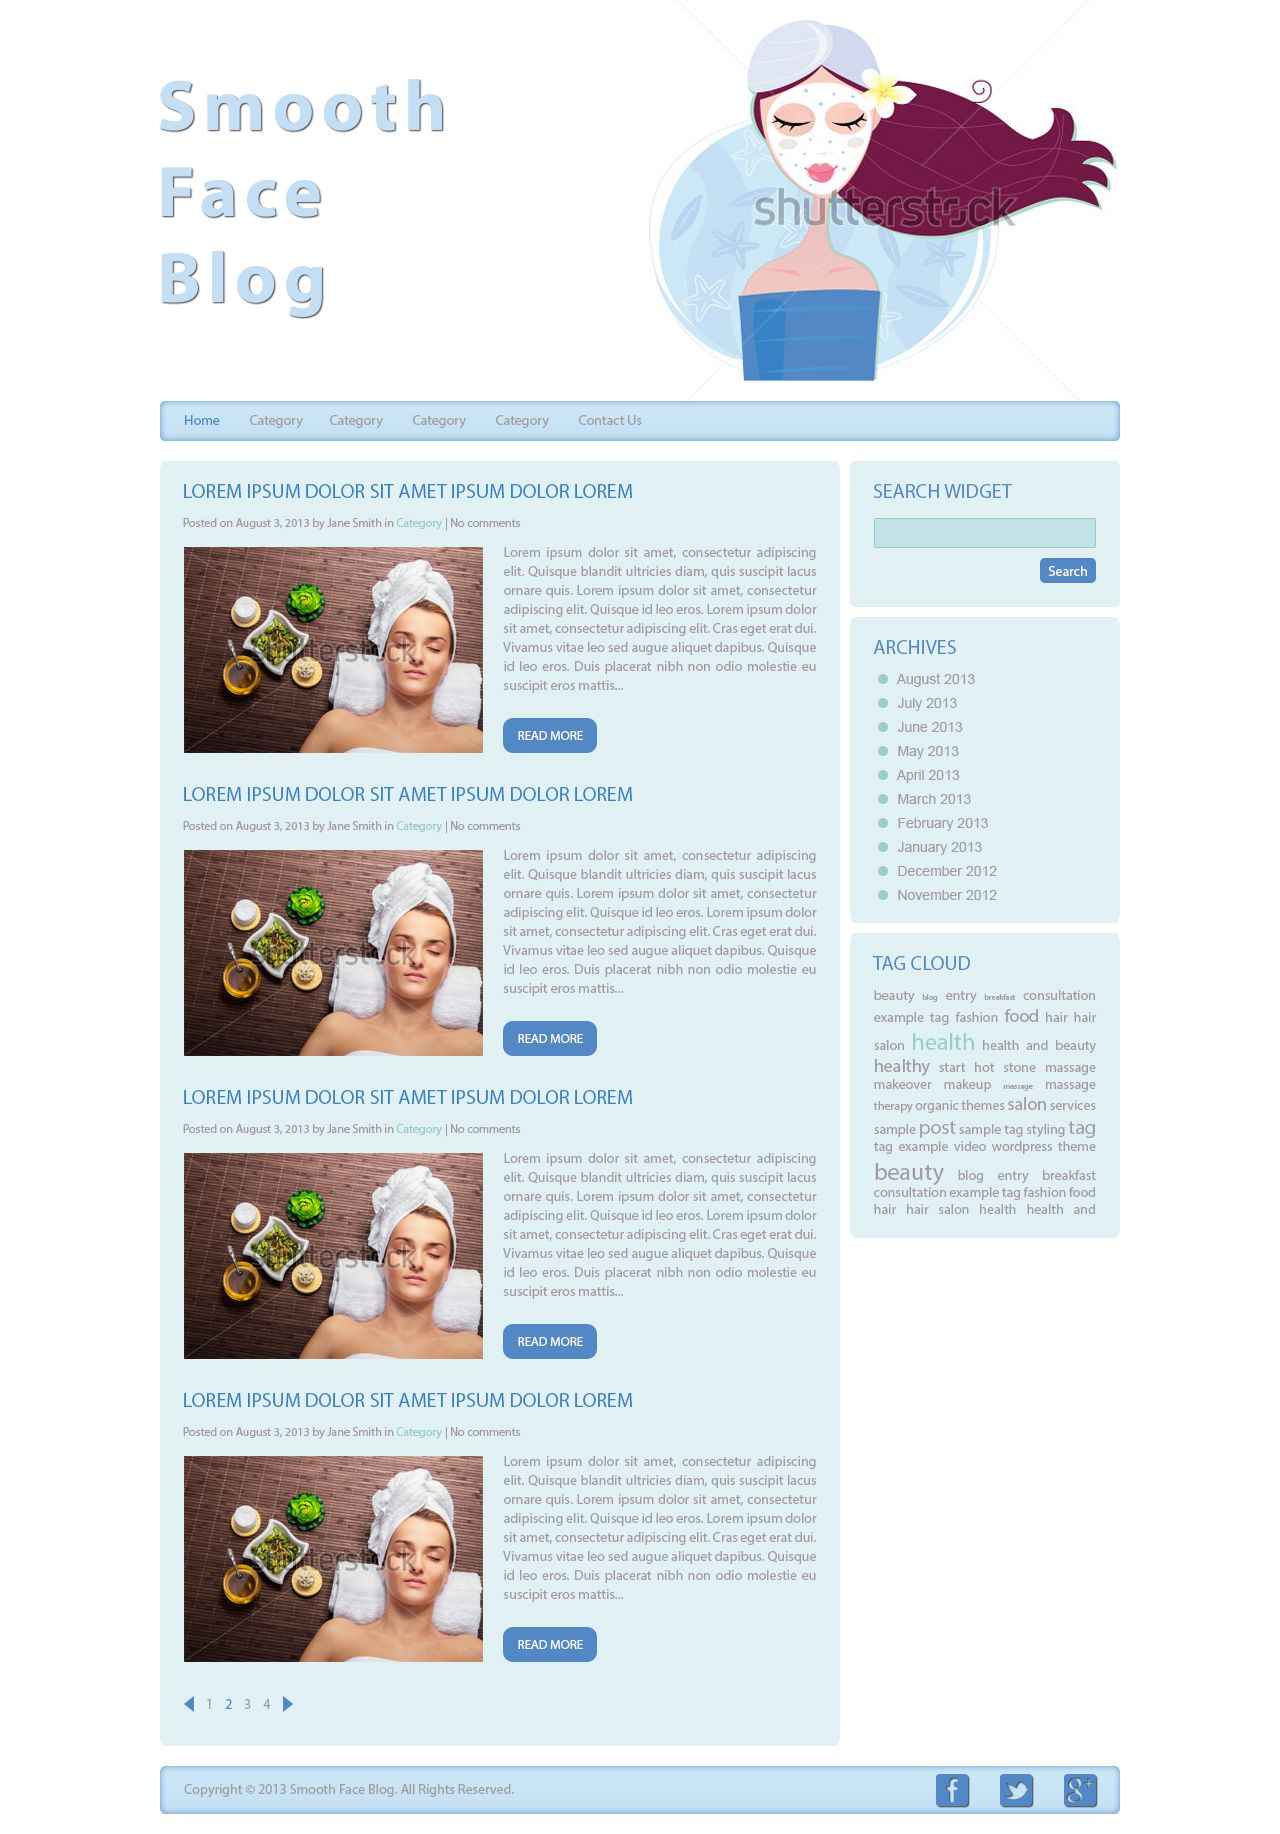 Smooth
Face
Blog
shutterstock
Home Category Category Category Category Contact Us
LOREM IPSUM DOLOR SIT AMET IPSUM DOLOR LOREM
Posted on August 3, 2013 by Jane Smith in Category | No comments
shutterstock
Lorem ipsum dolor sit amet, consectetur adipiscing
elit. Quisque blandit ultricies diam, quis suscipit lacus
ornare quis. Lorem ipsum dolor sit amet, consectetur
adipiscing elit. Quisque id leo eros. Lorem ipsum dolor
sit amet, consectetur adipiscing elit. Cras eget erat dui.
Vivamus vitae leo sed augue aliquet dapibus. Quisque
id leo eros. Duis placerat nibh non odio molestie eu
suscipit eros mattis...
READ MORE
LOREM IPSUM DOLOR SIT AMET IPSUM DOLOR LOREM
Posted on August 3, 2013 by Jane Smith in Category | No comments
shutterstock
Lorem ipsum dolor sit amet, consectetur adipiscing
elit. Quisque blandit ultricies diam, quis suscipit lacus
ornare quis. Lorem ipsum dolor sit amet, consectetur
adipiscing elit. Quisque id leo eros. Lorem ipsum dolor
sit amet, consectetur adipiscing elit. Cras eget erat dui.
Vivamus vitae leo sed augue aliquet dapibus. Quisque
id leo eros. Duis placerat nibh non odio molestie eu
suscipit eros mattis...
READ MORE
LOREM IPSUM DOLOR SIT AMET IPSUM DOLOR LOREM
Posted on August 3, 2013 by Jane Smith in Category | No comments
shutterstock
Lorem ipsum dolor sit amet, consectetur adipiscing
elit. Quisque blandit ultricies diam, quis suscipit lacus
ornare quis. Lorem ipsum dolor sit amet, consectetur
adipiscing elit. Quisque id leo eros. Lorem ipsum dolor
sit amet, consectetur adipiscing elit. Cras eget erat dui.
Vivamus vitae leo sed augue aliquet dapibus. Quisque
id leo eros. Duis placerat nibh non odio molestie eu
suscipit eros mattis...
READ MORE
LOREM IPSUM DOLOR SIT AMET IPSUM DOLOR LOREM
Posted on August 3, 2013 by Jane Smith in Category | No comments
shutterstock
Lorem ipsum dolor sit amet, consectetur adipiscing
elit. Quisque blandit ultricies diam, quis suscipit lacus
ornare quis. Lorem ipsum dolor sit amet, consectetur
adipiscing elit. Quisque id leo eros. Lorem ipsum dolor
sit amet, consectetur adipiscing elit. Cras eget erat dui.
Vivamus vitae leo sed augue aliquet dapibus. Quisque
id leo eros. Duis placerat nibh non odio molestie eu
suscipit eros mattis...
READ MORE
1 2 3 4
SEARCH WIDGET
Search
ARCHIVES
August 2013
July 2013
June 2013
May 2013
April 2013
March 2013
February 2013
January 2013
December 2012
November 2012
TAG CLOUD
beauty blog entry breakfast consultation
example tag fashion food hair hair
salon health health and beauty
healthy start hot stone massage
makeover makeup massage massage
therapy organic themes salon services
sample post sample tag styling tag
tag example video wordpress theme
beauty blog entry breakfast
consultation example tag fashion food
hair hair salon health health and
Copyright © 2013 Smooth Face Blog. All Rights Reserved.
f g+